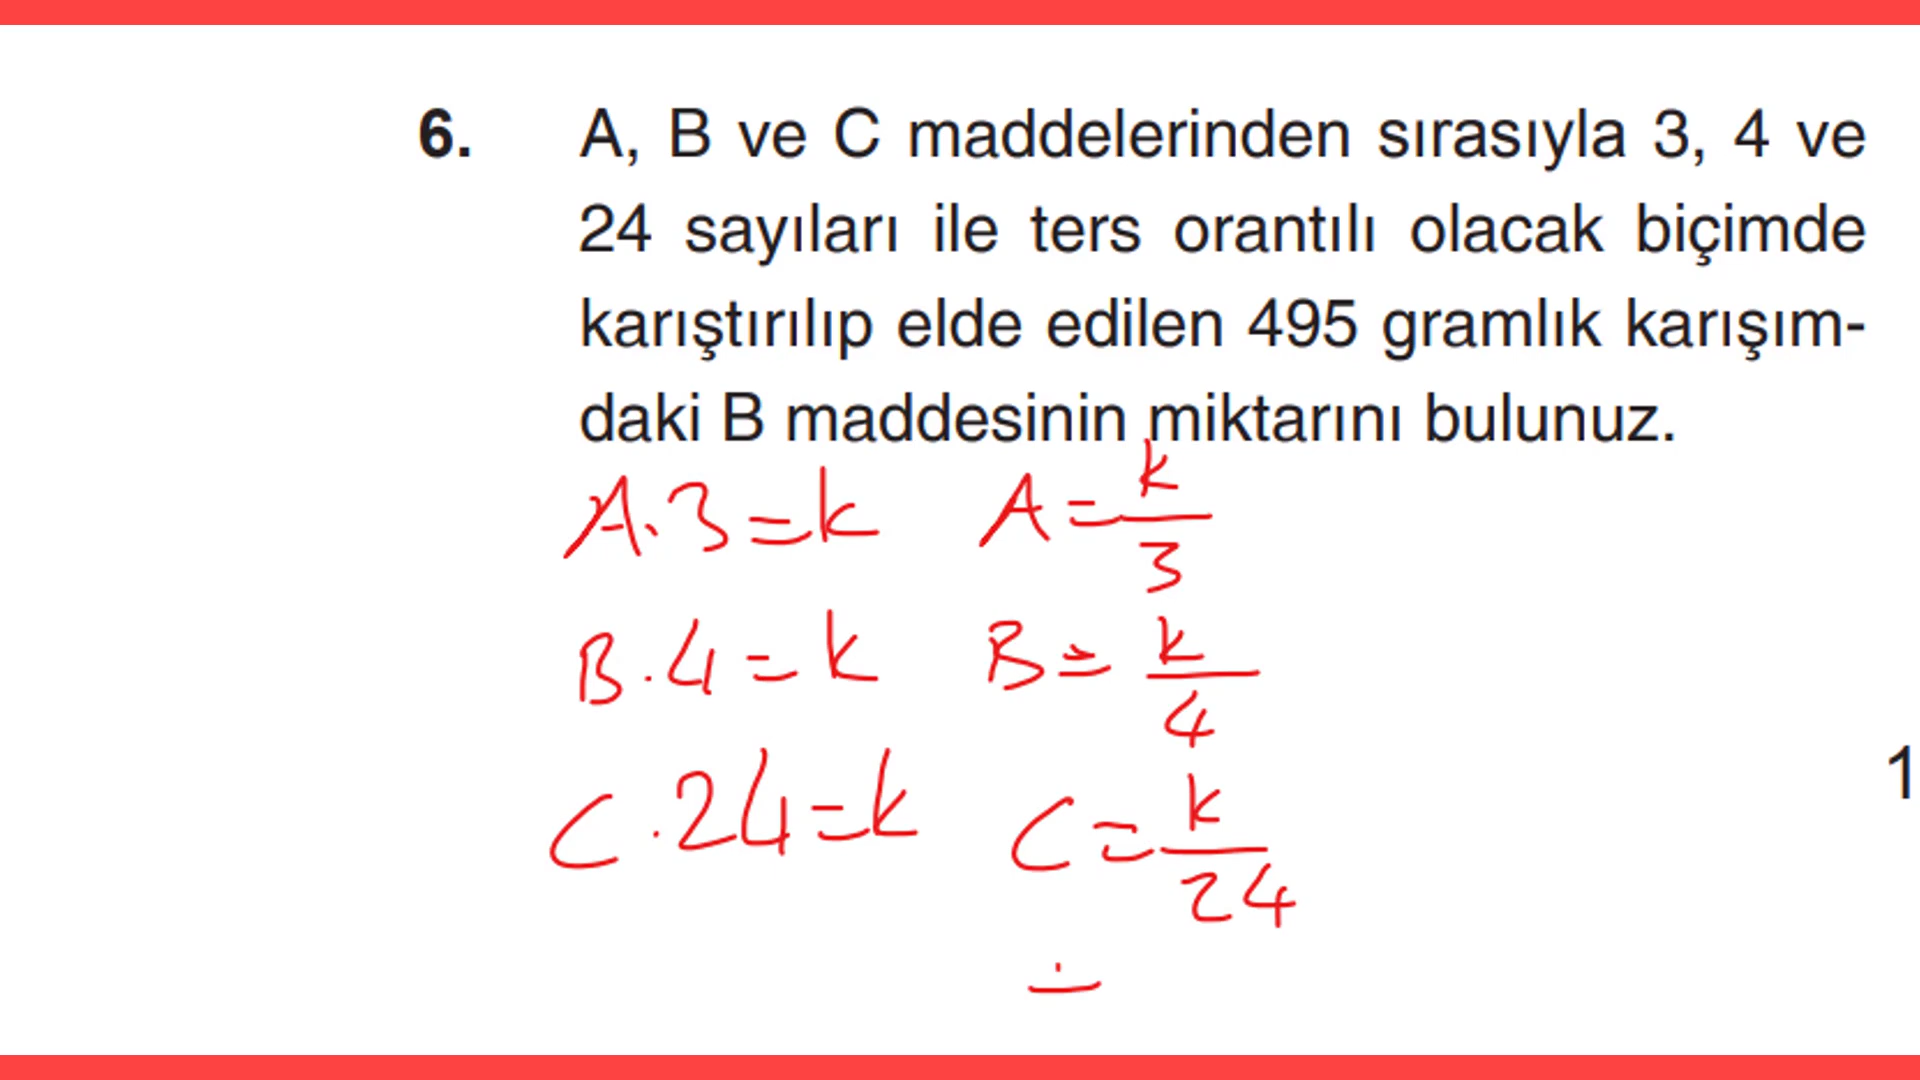 6. A, B ve C maddelerinden sırasıyla 3, 4 ve
24 sayıları ile ters orantılı olacak biçimde
karıştırılıp elde edilen 495 gramlık karışım-
daki B maddesinin miktarını bulunuz.
A.3=k A=k/3
B.4=k B=k/4
C.24=k C=k/24
1